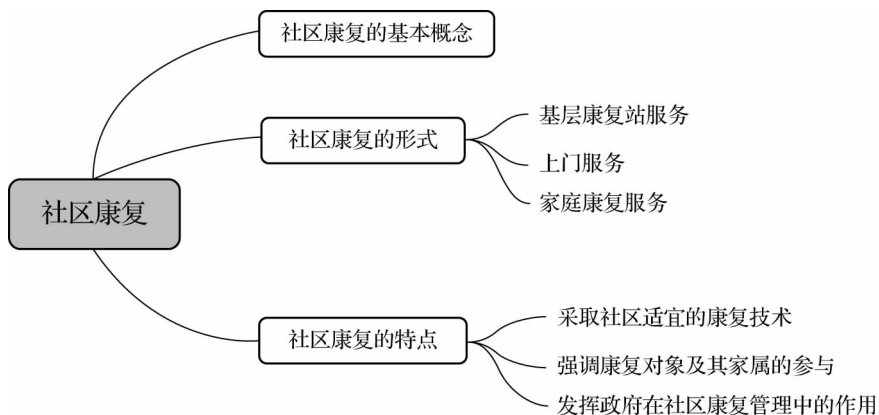 社区康复的基本概念
社区康复的形式
基层康复站服务
上门服务
家庭康复服务
社区康复
社区康复的特点
采取社区适宜的康复技术
强调康复对象及其家属的参与
发挥政府在社区康复管理中的作用